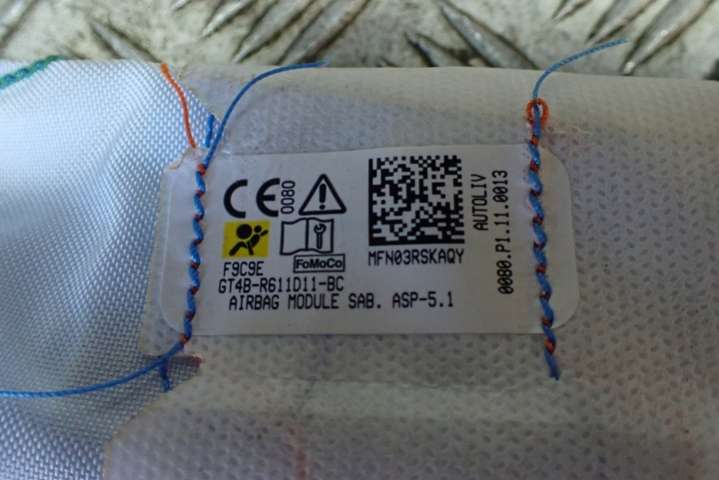 CE
0080
MFN03RSKAQY
AUTOLIV
0080.P1.11.0013
FoMoCo
F9C9E
GT4B-R611D11-BC
AIRBAG MODULE SAB. ASP-5.1